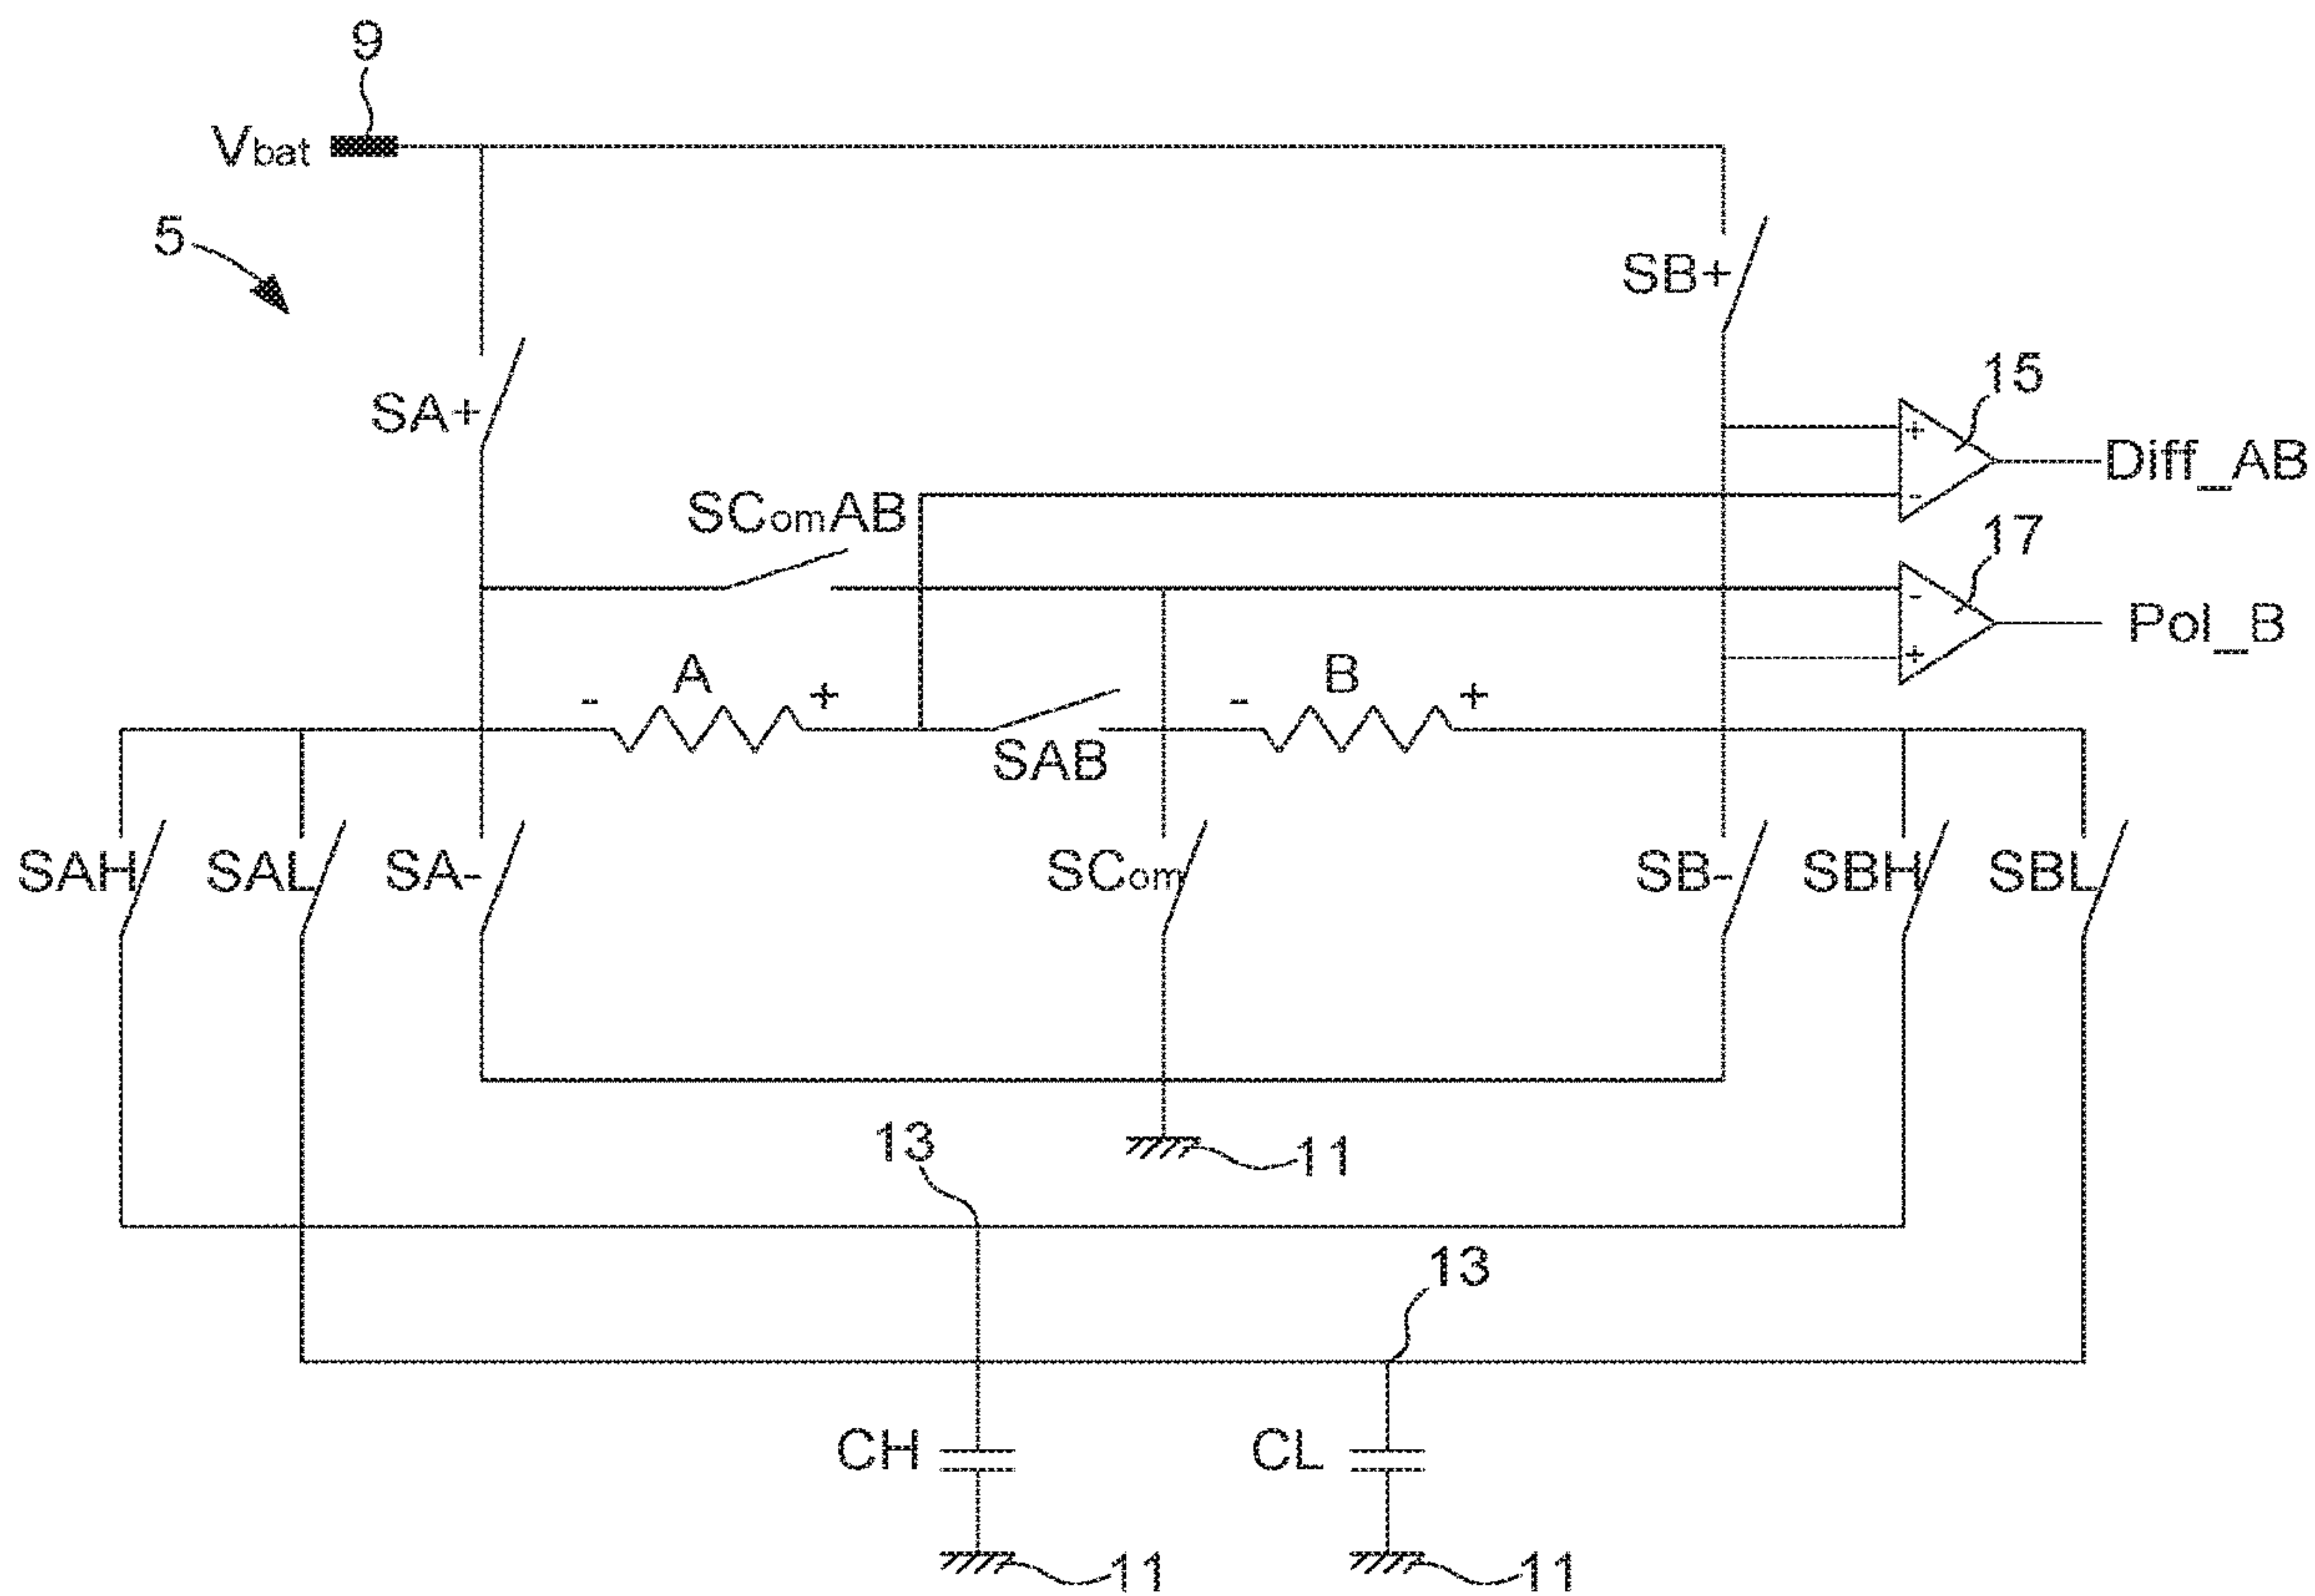 9
Vbat
5
SB+
SA+
15
+
-
Diff_AB
SComAB
17
-
+
Pol_B
- A +
- B +
SAB
SAH
SAL
SA-
SCom
SB-
SBH
SBL
13
11
13
CH
CL
11
11